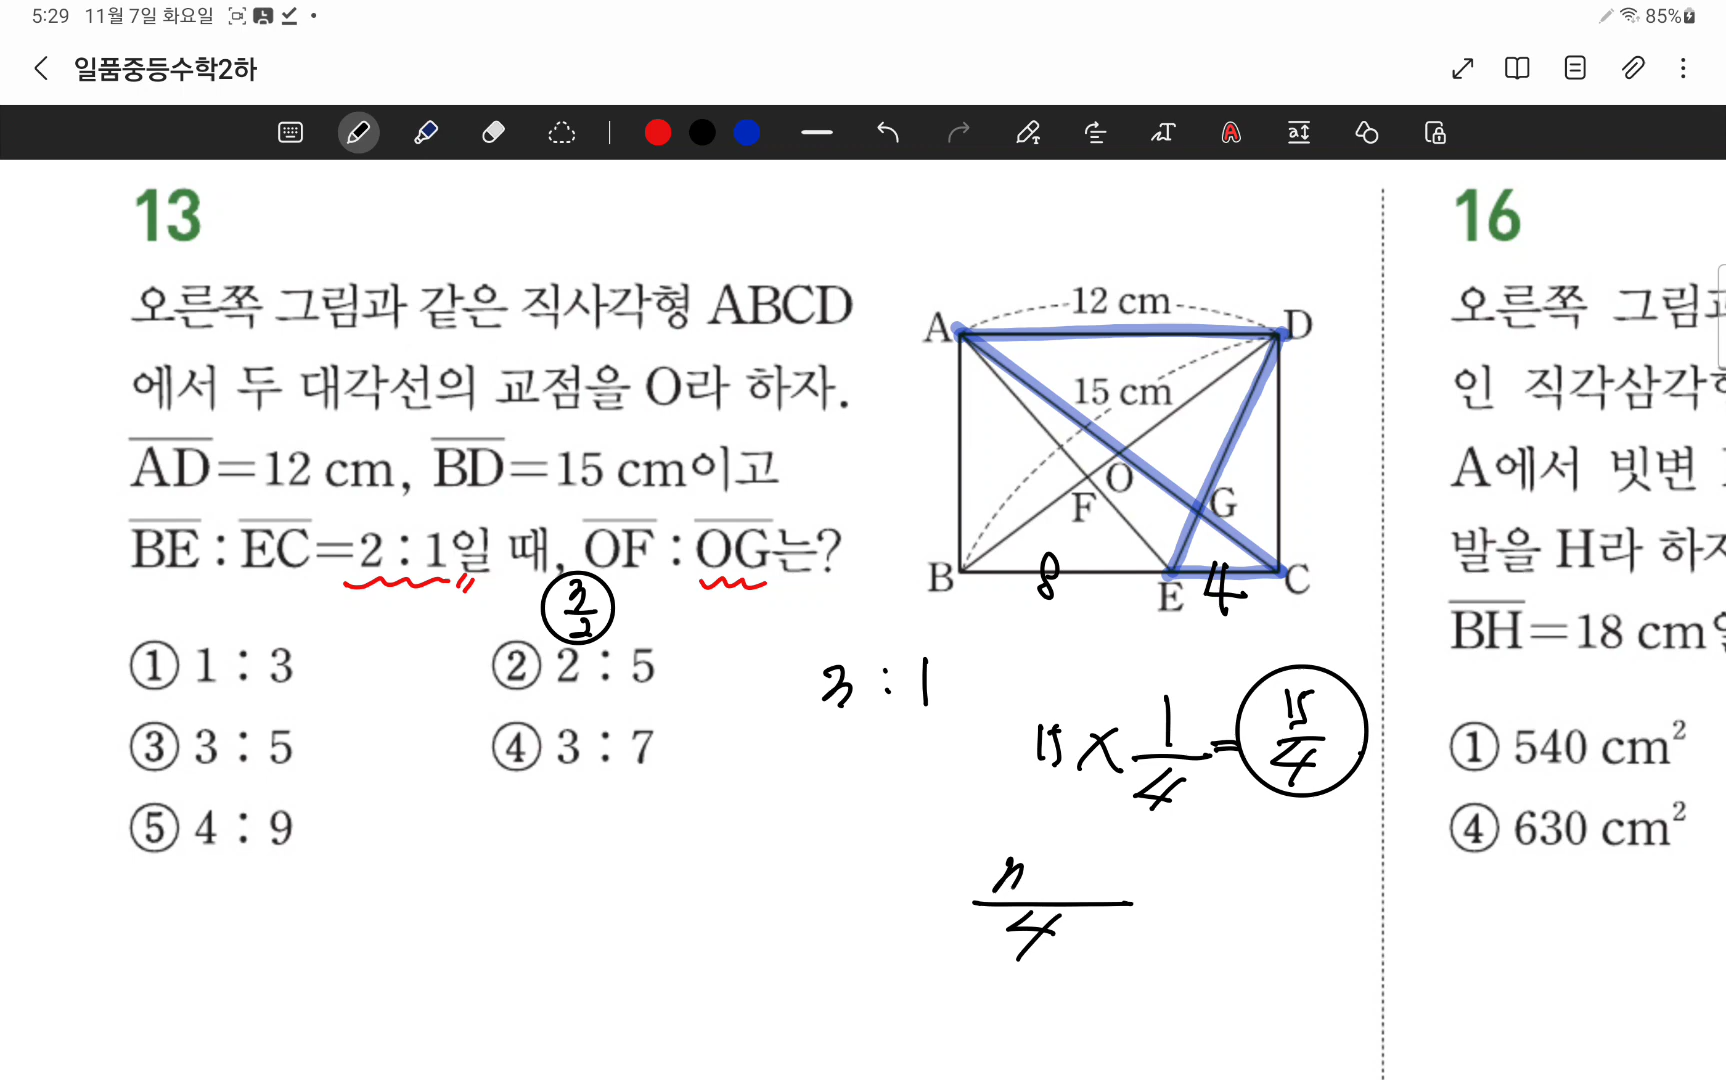 5:29 11월 7일 화요일
85%
일품중등수학2하
13
오른쪽 그림과 같은 직사각형 ABCD
에서 두 대각선의 교점을 O라 하자.
AD=12 cm, BD=15 cm이고
BE : EC=2 : 1일 때, OF : OG는?
3/2
① 1 : 3
② 2 : 5
③ 3 : 5
④ 3 : 7
⑤ 4 : 9
12 cm
A
D
15 cm
O
F
G
B
8
E
4
C
3 : 1
15 × 1/4 = 15/4
4
16
오른쪽 그림과
인 직각삼각
A에서 빗변
발을 H라 하
BH=18 cm
① 540 cm²
④ 630 cm²